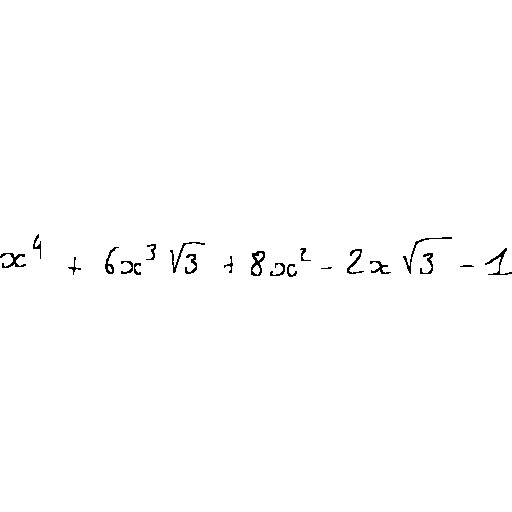 x⁴ + 6x³√3 + 8x² - 2x√3 - 1